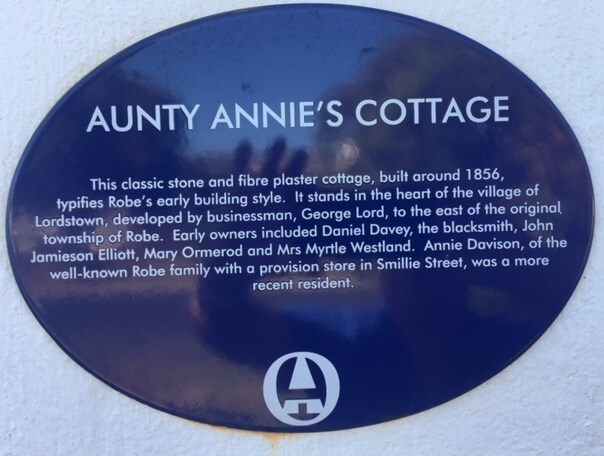 AUNTY ANNIE'S COTTAGE
This classic stone and fibre plaster cottage, built around 1856,
typifies Robe's early building style. It stands in the heart of the village of
Lordstown, developed by businessman, George Lord, to the east of the original
township of Robe. Early owners included Daniel Davey, the blacksmith, John
Jamieson Elliott, Mary Ormerod and Mrs Myrtle Westland. Annie Davison, of the
well-known Robe family with a provision store in Smillie Street, was a more
recent resident.